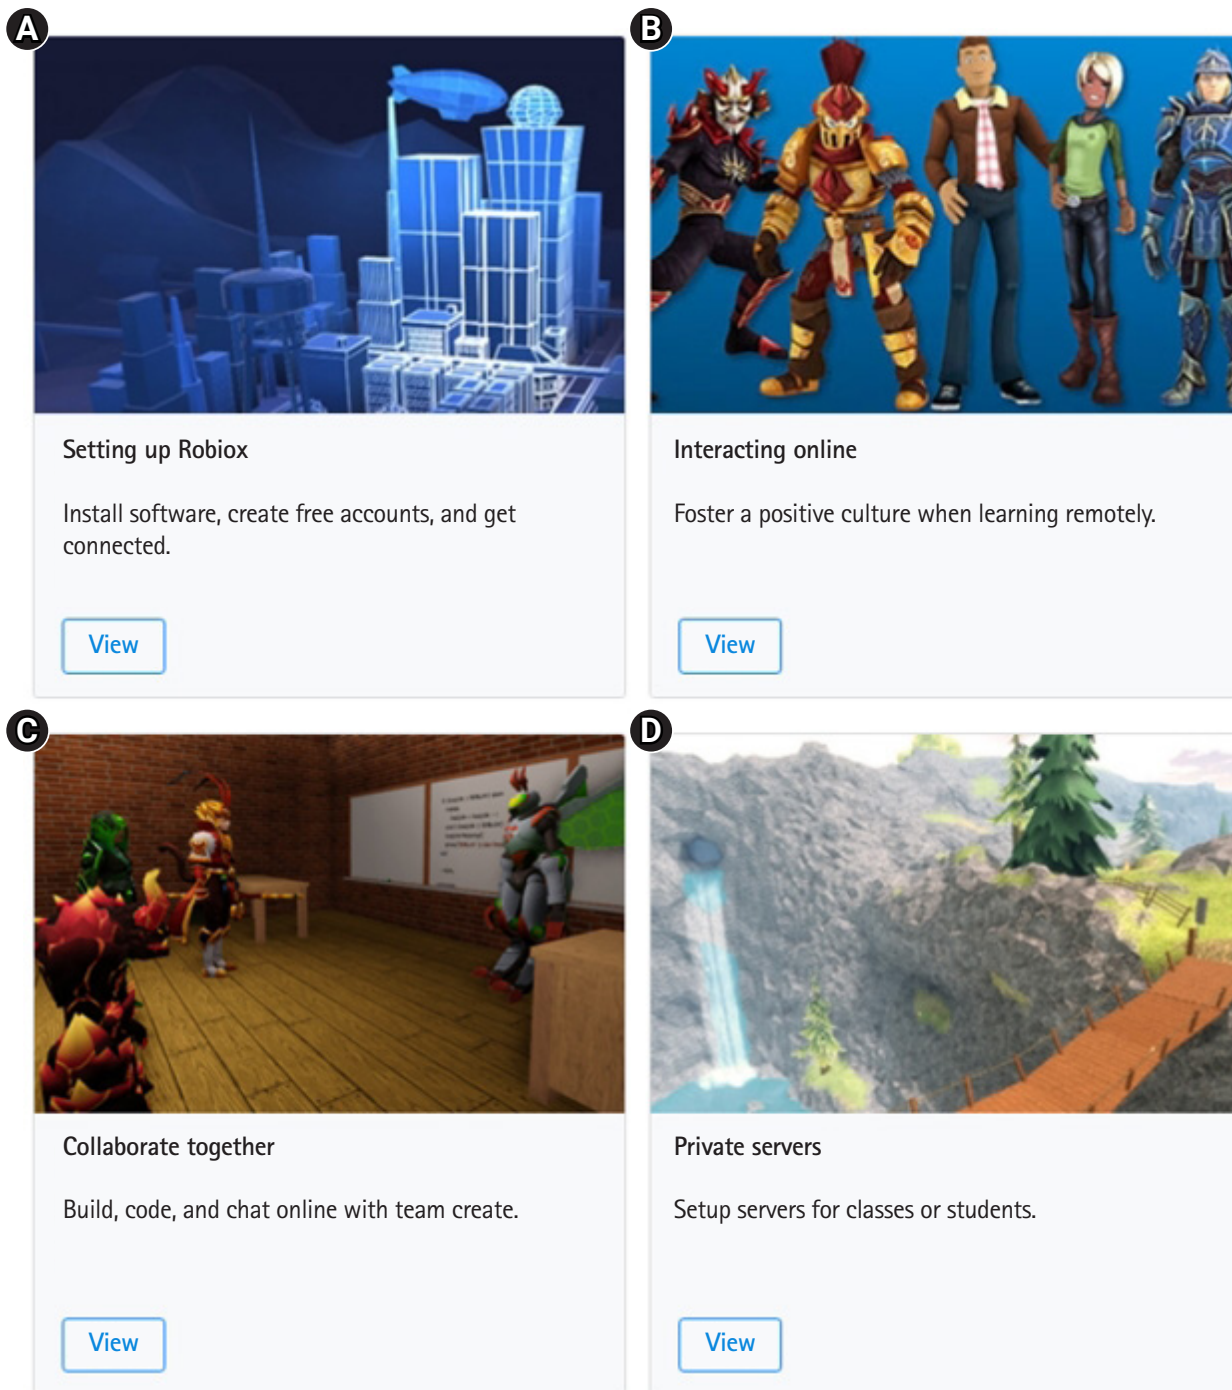 A
B
Setting up Robiox
Install software, create free accounts, and get
connected.
View
Interacting online
Foster a positive culture when learning remotely.
View
C
D
Collaborate together
Build, code, and chat online with team create.
View
Private servers
Setup servers for classes or students.
View